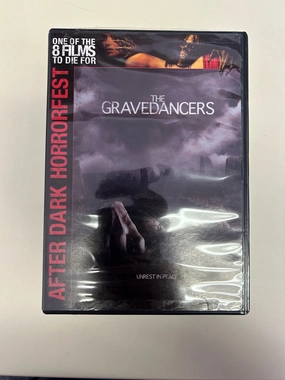 ONE OF THE
8 FILMS
TO DIE FOR
AFTER DARK HORRORFEST
THE
GRAVEDANCERS
UNREST IN PEACE